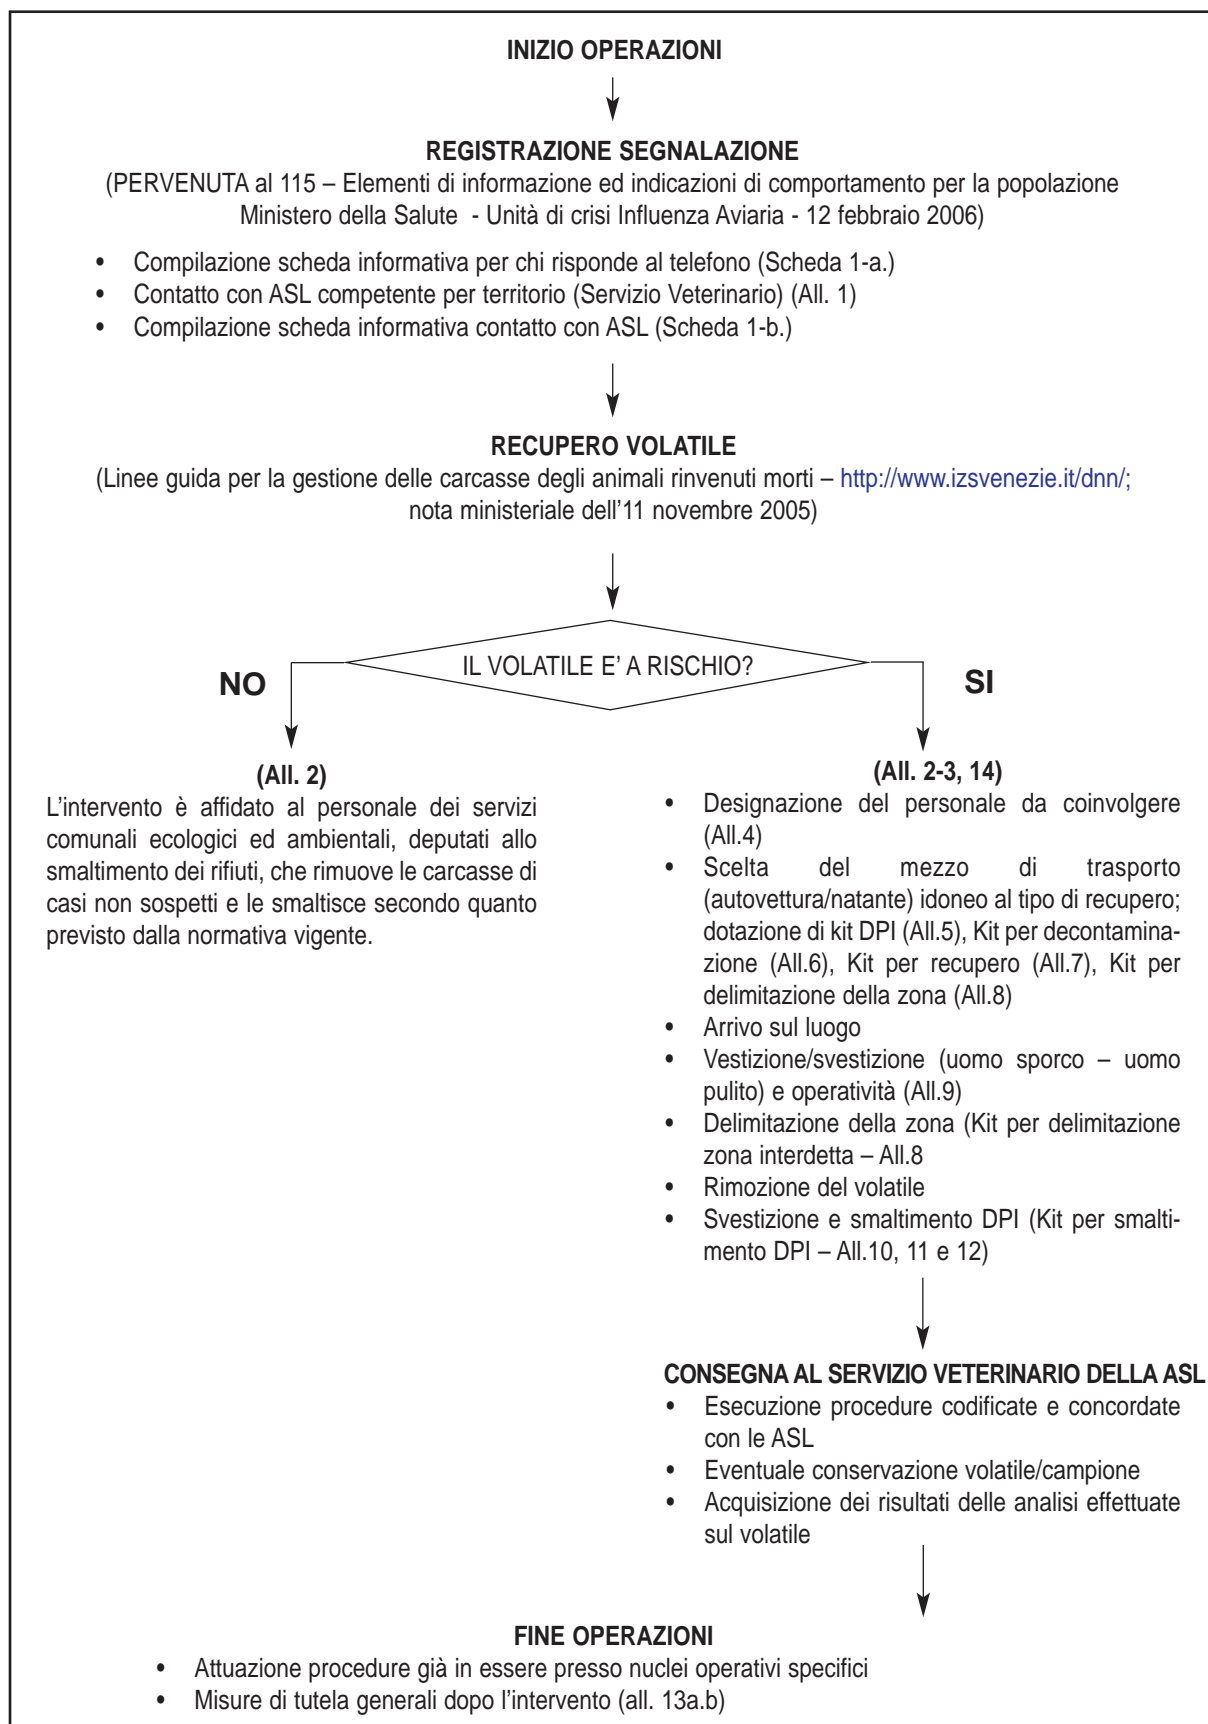 INIZIO OPERAZIONI
REGISTRAZIONE SEGNALAZIONE
(PERVENUTA al 115 – Elementi di informazione ed indicazioni di comportamento per la popolazione
Ministero della Salute - Unità di crisi Influenza Aviaria - 12 febbraio 2006)
• Compilazione scheda informativa per chi risponde al telefono (Scheda 1-a.)
• Contatto con ASL competente per territorio (Servizio Veterinario) (All. 1)
• Compilazione scheda informativa contatto con ASL (Scheda 1-b.)
RECUPERO VOLATILE
(Linee guida per la gestione delle carcasse degli animali rinvenuti morti – http://www.izsvenezie.it/dnn/;
nota ministeriale dell'11 novembre 2005)
IL VOLATILE E' A RISCHIO?
NO
SI
(All. 2)
L'intervento è affidato al personale dei servizi
comunali ecologici ed ambientali, deputati allo
smaltimento dei rifiuti, che rimuove le carcasse di
casi non sospetti e le smaltisce secondo quanto
previsto dalla normativa vigente.
(All. 2-3, 14)
• Designazione del personale da coinvolgere
(All.4)
• Scelta del mezzo di trasporto
(autovettura/natante) idoneo al tipo di recupero;
dotazione di kit DPI (All.5), Kit per decontamina-
zione (All.6), Kit per recupero (All.7), Kit per
delimitazione della zona (All.8)
• Arrivo sul luogo
• Vestizione/svestizione (uomo sporco – uomo
pulito) e operatività (All.9)
• Delimitazione della zona (Kit per delimitazione
zona interdetta – All.8
• Rimozione del volatile
• Svestizione e smaltimento DPI (Kit per smalti-
mento DPI – All.10, 11 e 12)
CONSEGNA AL SERVIZIO VETERINARIO DELLA ASL
• Esecuzione procedure codificate e concordate
con le ASL
• Eventuale conservazione volatile/campione
• Acquisizione dei risultati delle analisi effettuate
sul volatile
FINE OPERAZIONI
• Attuazione procedure già in essere presso nuclei operativi specifici
• Misure di tutela generali dopo l'intervento (all. 13a.b)